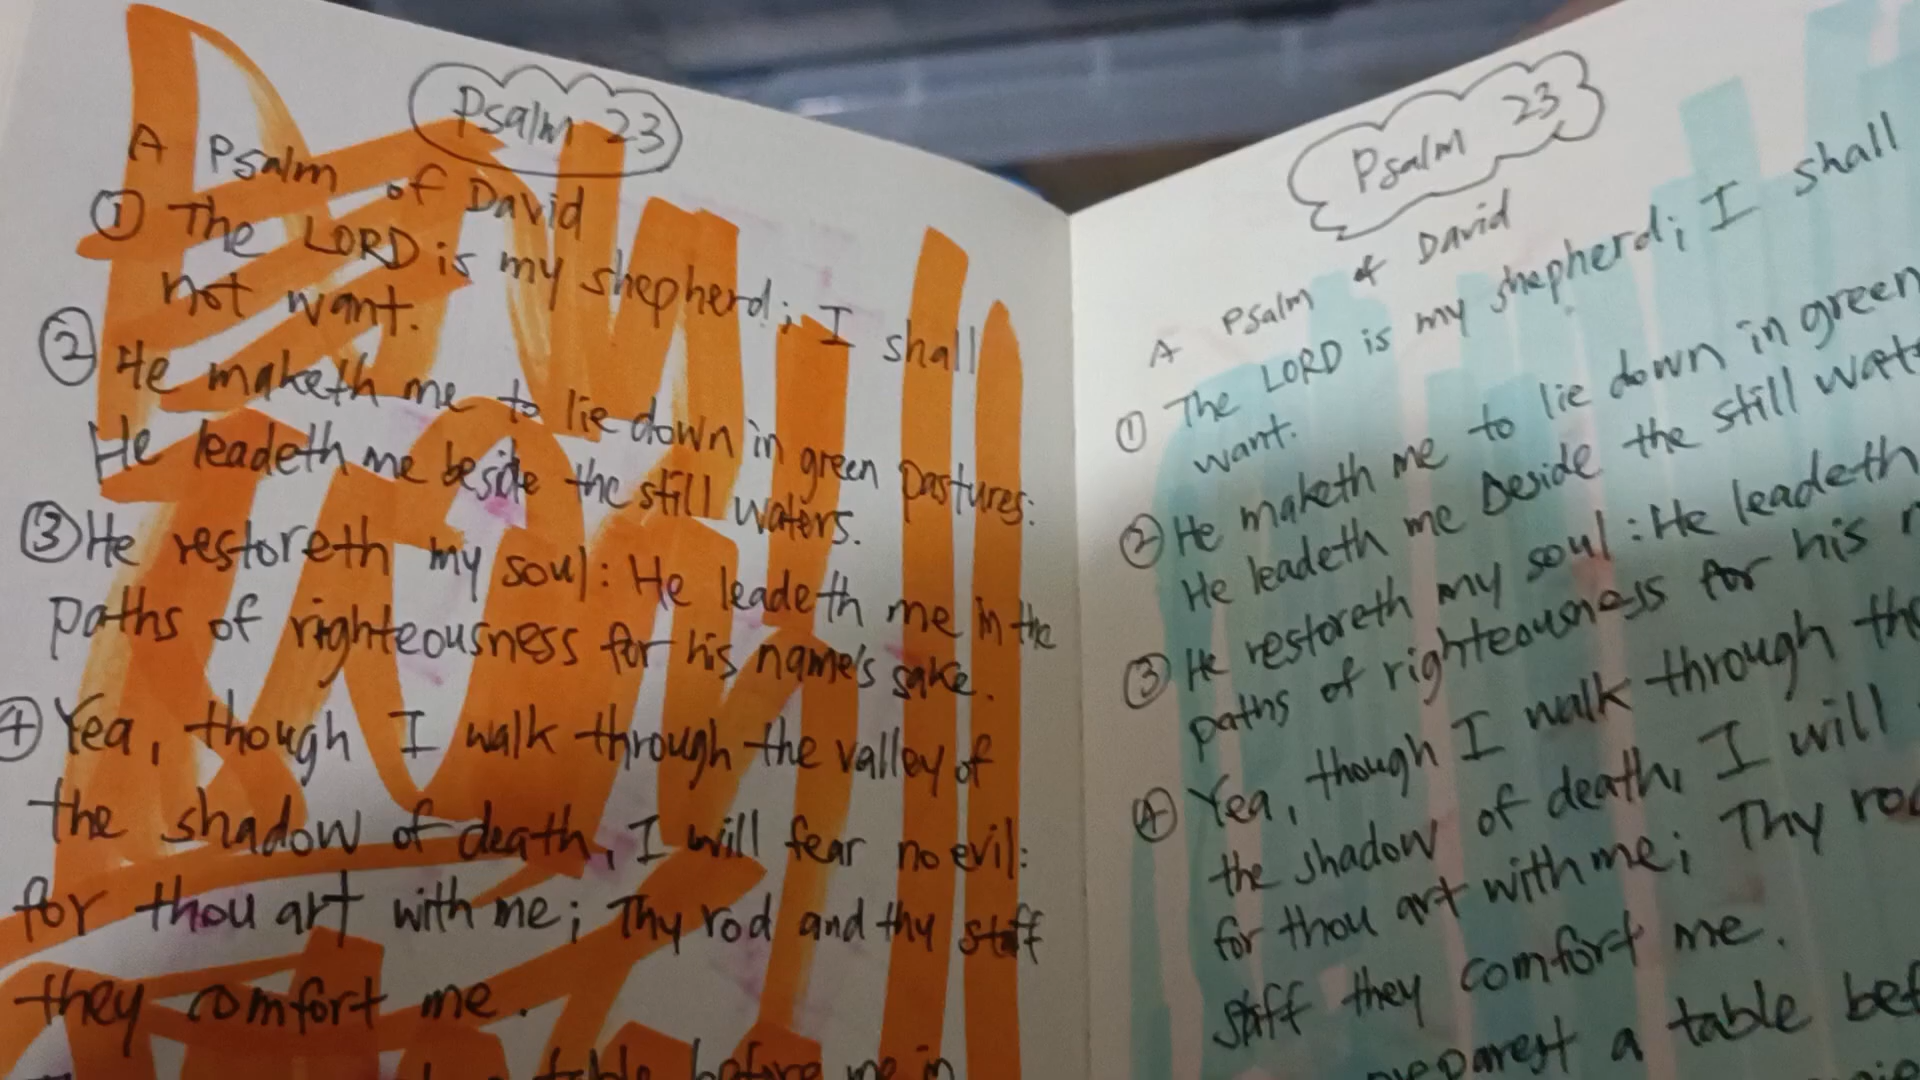 Psalm 23
A Psalm of David
① The LORD is my shepherd; I shall
not want.
② He maketh me to lie down in green pastures:
He leadeth me beside the still waters.
③ He restoreth my soul: He leadeth me in the
paths of righteousness for his name's sake.
④ Yea, though I walk through the valley of
the shadow of death, I will fear no evil:
for thou art with me; Thy rod and thy staff
they comfort me.
table before me in
Psalm 23
A Psalm of David
① The LORD is my shepherd; I shall
want.
② He maketh me to lie down in green
He leadeth me beside the still
③ He restoreth my soul: He leadeth
paths of righteousness for his
④ Yea, though I walk through the
the shadow of death, I will
for thou art with me; Thy
staff they comfort me.
preparest a table